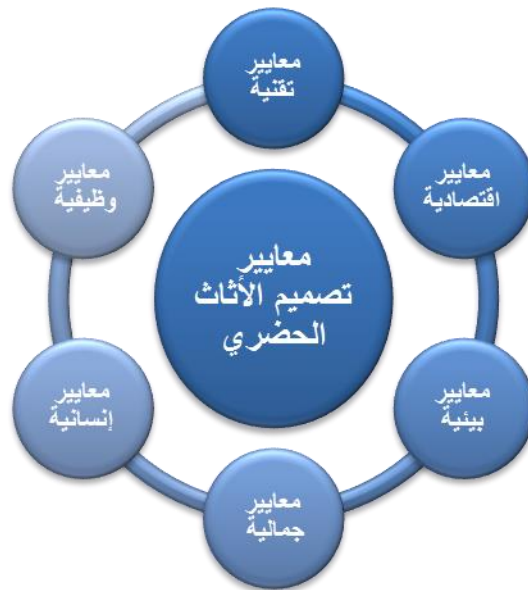 معايير
تقنية
معايير
اقتصادية
معايير
بيئية
معايير
جمالية
معايير
إنسانية
معايير
وظيفية
معايير
تصميم الأثاث
الحضري